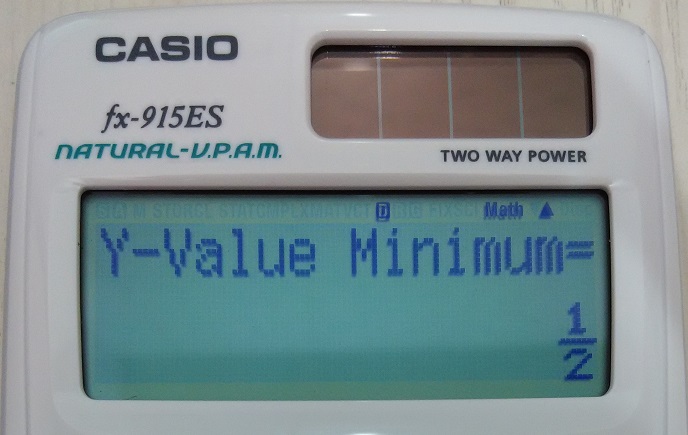 CASIO
fx-915ES
NATURAL-V.P.A.M.
TWO WAY POWER
D Math ▲
Y-Value Minimum=
1
2